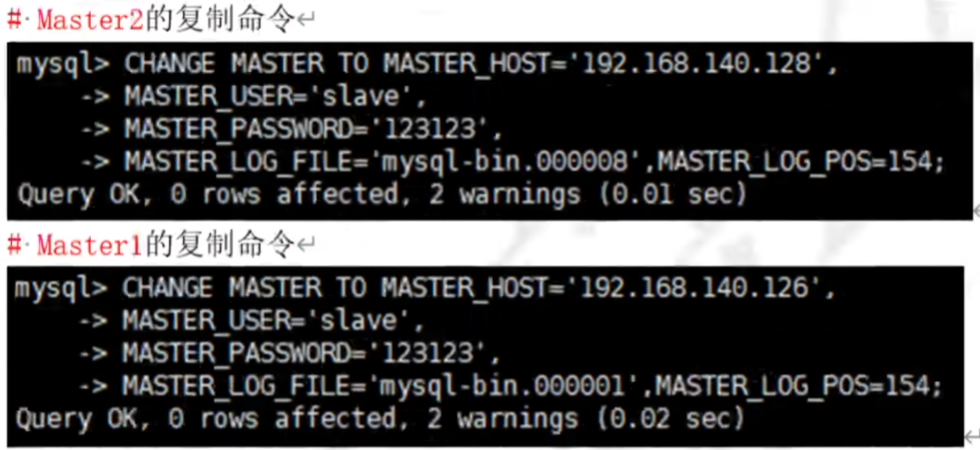 #·Master2的复制命令↵
mysql> CHANGE MASTER TO MASTER_HOST='192.168.140.128',
-> MASTER_USER='slave',
-> MASTER_PASSWORD='123123',
-> MASTER_LOG_FILE='mysql-bin.000008',MASTER_LOG_POS=154;
Query OK, 0 rows affected, 2 warnings (0.01 sec)
↵
#·Master1的复制命令↵
mysql> CHANGE MASTER TO MASTER_HOST='192.168.140.126',
-> MASTER_USER='slave',
-> MASTER_PASSWORD='123123',
-> MASTER_LOG_FILE='mysql-bin.000001',MASTER_LOG_POS=154;
Query OK, 0 rows affected, 2 warnings (0.02 sec)
↵